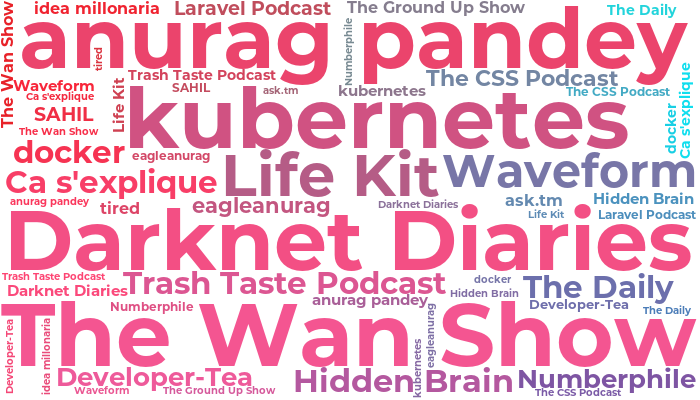 The Wan Show
idea millonaria
Laravel Podcast
The Ground Up Show
The Daily
anurag pandey
tired
Numberphile
Trash Taste Podcast
The CSS Podcast
Waveform
Life Kit
SAHIL
ask.tm
kubernetes
The CSS Podcast
Ca s'explique
SAHIL
kubernetes
docker
Ca s'explique
The Wan Show
docker
eagleanurag
Life Kit
Waveform
Ca s'explique
anurag pandey
tired
eagleanurag
Darknet Diaries
ask.tm
Hidden Brain
Life Kit
Laravel Podcast
Darknet Diaries
Trash Taste Podcast
Trash Taste Podcast
docker
The Daily
Darknet Diaries
anurag pandey
Hidden Brain
Developer-Tea
Numberphile
The Daily
The Wan Show
Developer-Tea
idea millonaria
kubernetes
eagleanurag
Developer-Tea
Hidden Brain
Numberphile
Waveform
The Ground Up Show
The CSS Podcast